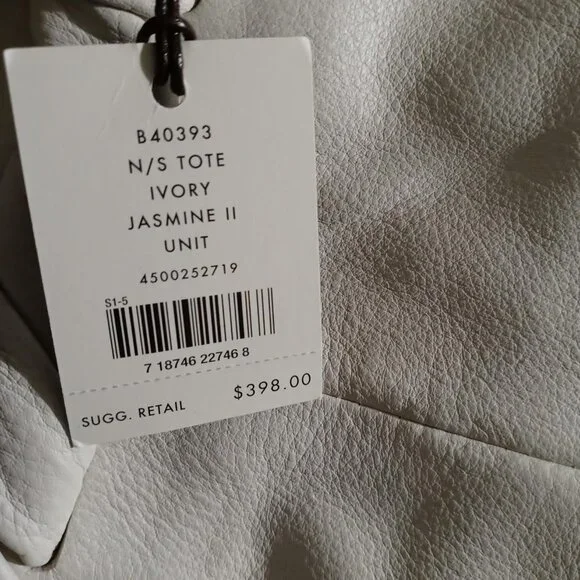 B40393
N/S TOTE
IVORY
JASMINE II
UNIT
4500252719
S1-5
7 18746 22746 8
SUGG. RETAIL $398.00